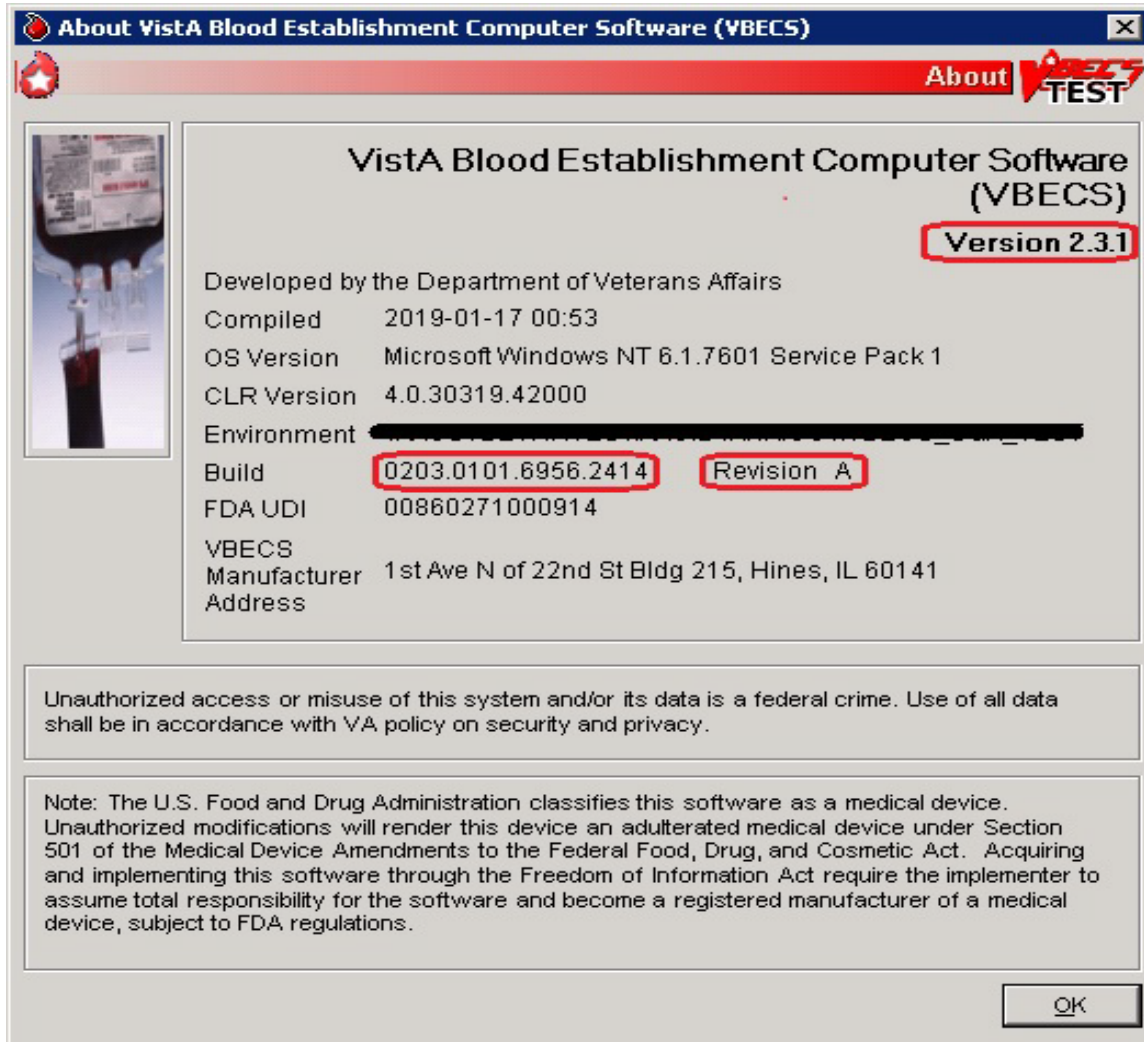 About VistA Blood Establishment Computer Software (VBECS)
About
VBECS
TEST
VistA Blood Establishment Computer Software
(VBECS)
Version 2.3.1
Developed by the Department of Veterans Affairs
Compiled 2019-01-17 00:53
OS Version Microsoft Windows NT 6.1.7601 Service Pack 1
CLR Version 4.0.30319.42000
Environment
Build 0203.0101.6956.2414 Revision A
FDA UDI 00860271000914
VBECS
Manufacturer 1st Ave N of 22nd St Bldg 215, Hines, IL 60141
Address
Unauthorized access or misuse of this system and/or its data is a federal crime. Use of all data
shall be in accordance with VA policy on security and privacy.
Note: The U.S. Food and Drug Administration classifies this software as a medical device.
Unauthorized modifications will render this device an adulterated medical device under Section
501 of the Medical Device Amendments to the Federal Food, Drug, and Cosmetic Act. Acquiring
and implementing this software through the Freedom of Information Act require the implementer to
assume total responsibility for the software and become a registered manufacturer of a medical
device, subject to FDA regulations.
OK